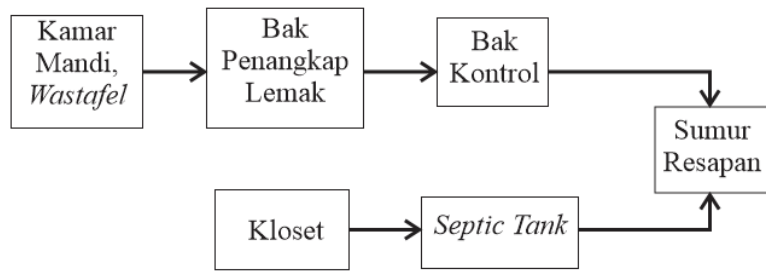 Kamar
Mandi,
Wastafel
Bak
Penangkap
Lemak
Bak
Kontrol
Sumur
Resapan
Kloset
Septic Tank